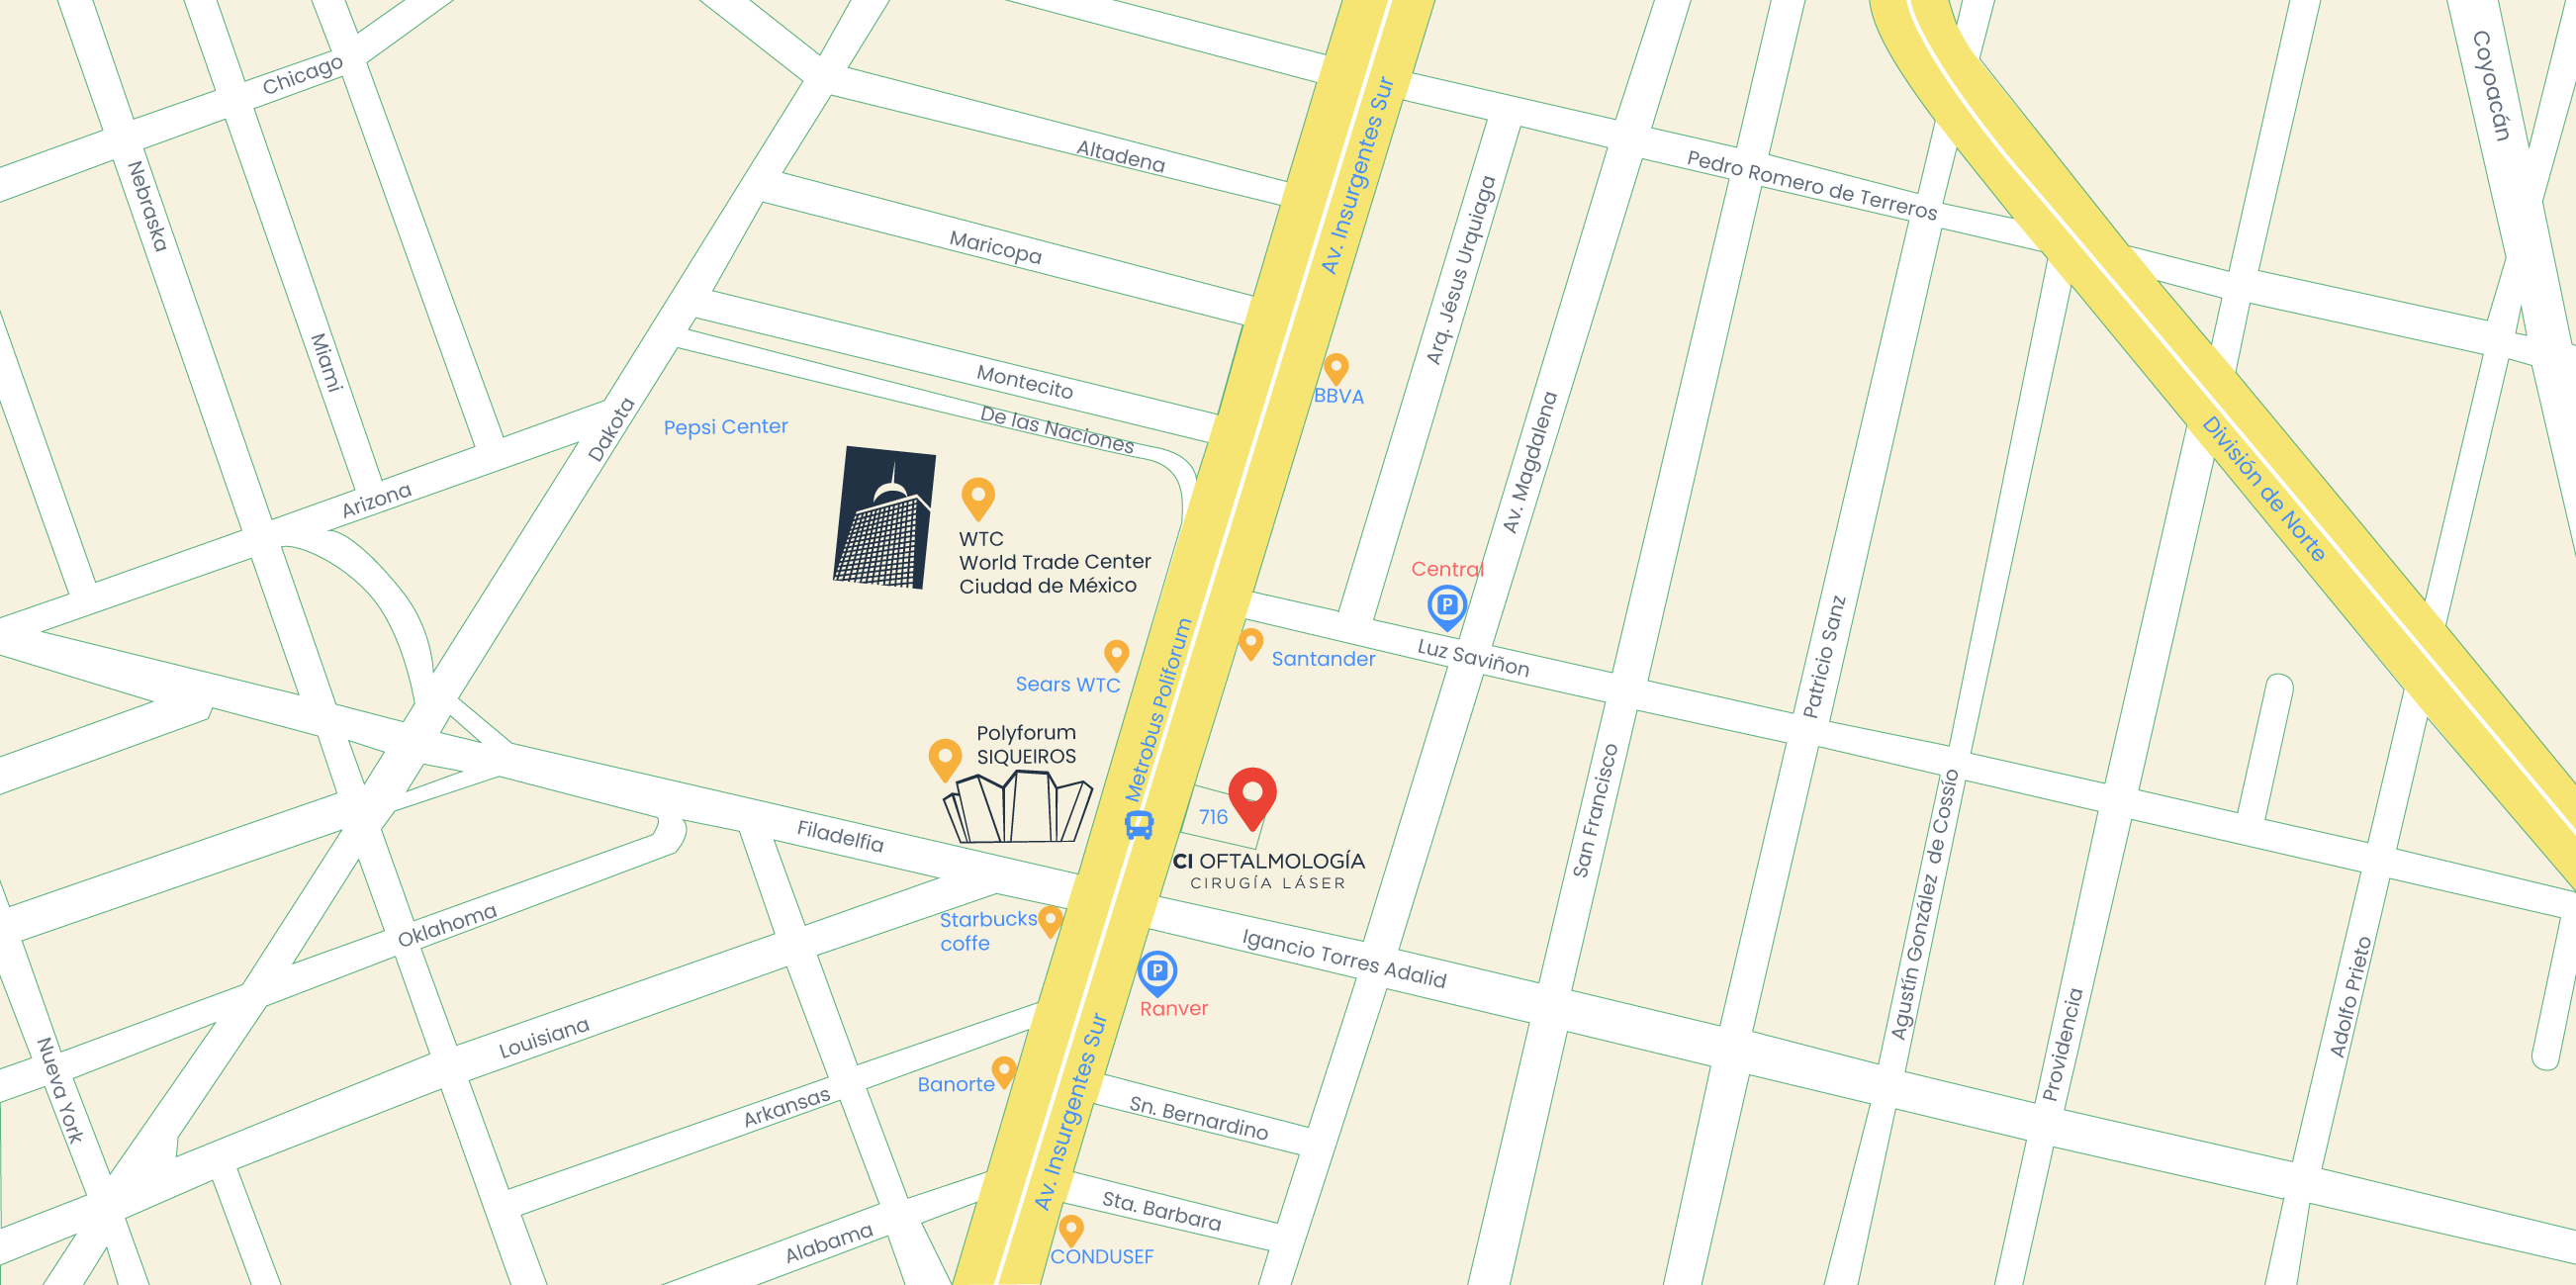 Chicago
Coyoacán
Nebraska
Altadena
Av. Insurgentes Sur
Pedro Romero de Terreros
Maricopa
Arq. Jésus Urquiaga
Miami
Montecito
BBVA
De las Naciones
Dakota
Pepsi Center
Av. Magdalena
División de Norte
Arizona
WTC
World Trade Center
Ciudad de México
Central
P
Metrobus Poliforum
Santander
Luz Saviñon
Patricio Sanz
Sears WTC
Polyforum
SIQUEIROS
San Francisco
716
Filadelfia
CI OFTALMOLOGÍA
CIRUGÍA LÁSER
Agustín González de Cossío
Oklahoma
Starbucks
coffe
Igancio Torres Adalid
P
Ranver
Adolfo Prieto
Providencia
Louisiana
Nueva York
Banorte
Av. Insurgentes Sur
Arkansas
Sn. Bernardino
Sta. Barbara
Alabama
CONDUSEF